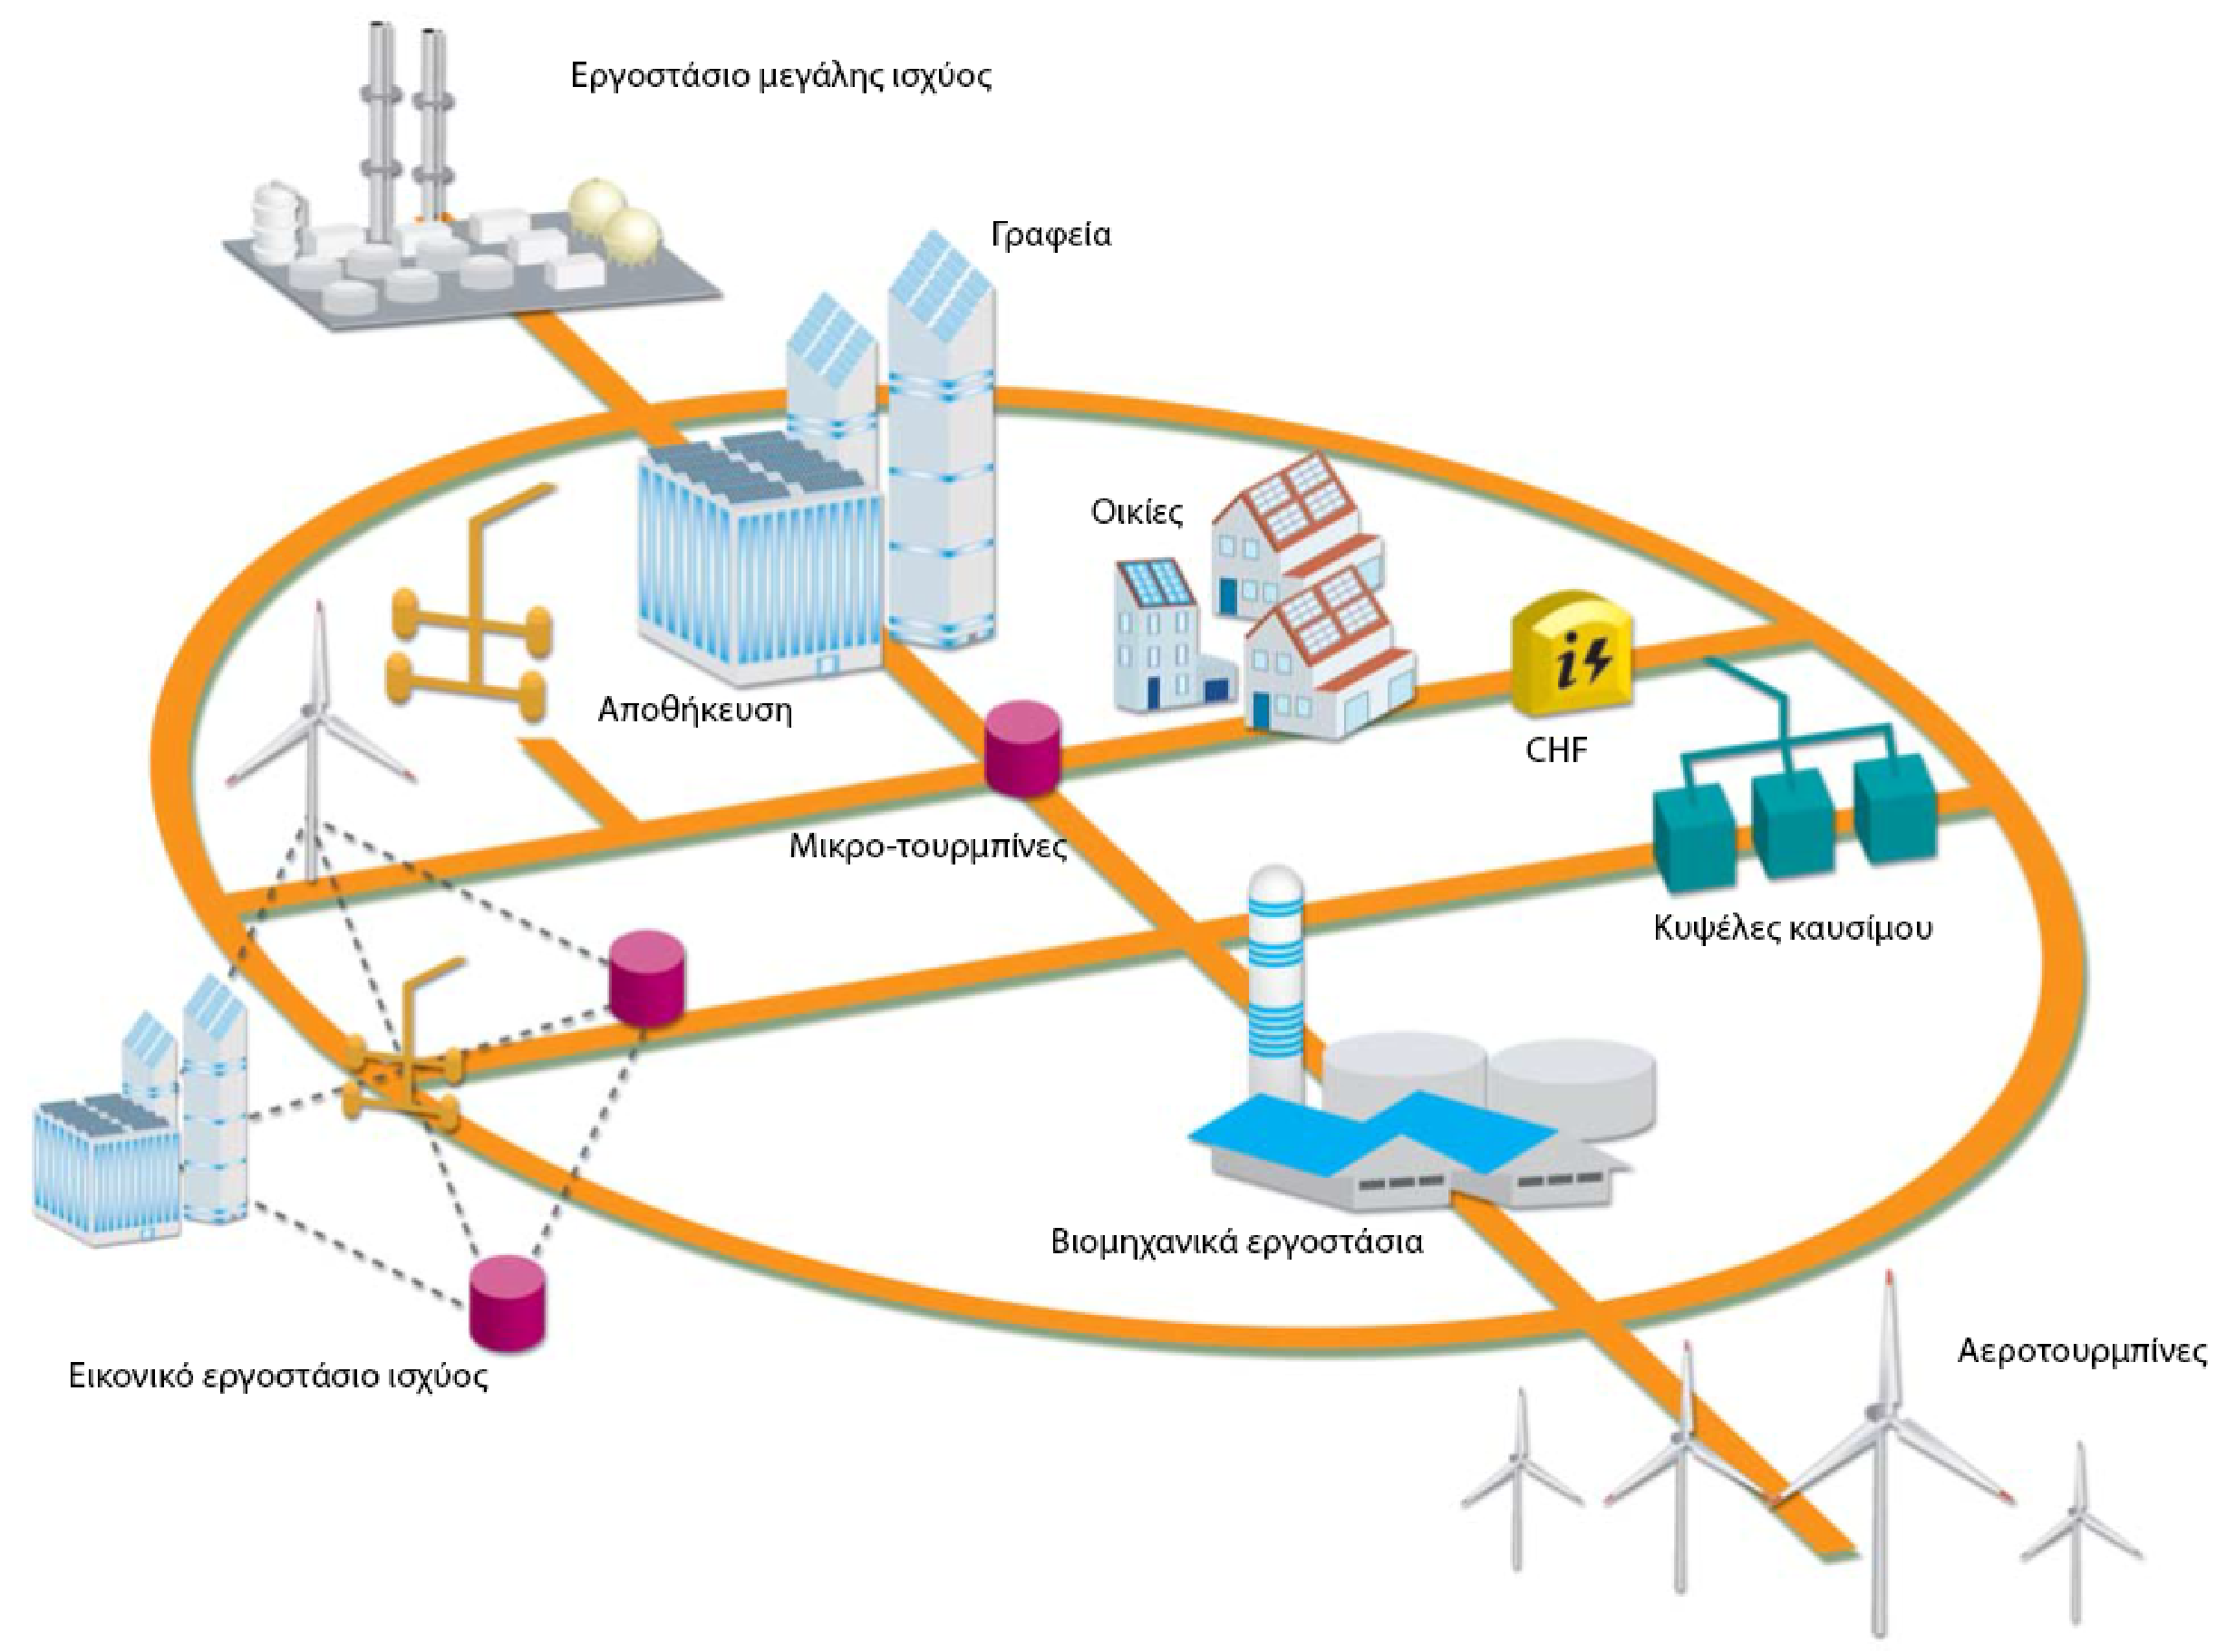 Εργοστάσιο μεγάλης ισχύος
Γραφεία
Οικίες
Αποθήκευση
CHF
Μικρο-τουρμπίνες
Κυψέλες καυσίμου
Βιομηχανικά εργοστάσια
Αεροτουρμπίνες
Εικονικό εργοστάσιο ισχύος
i